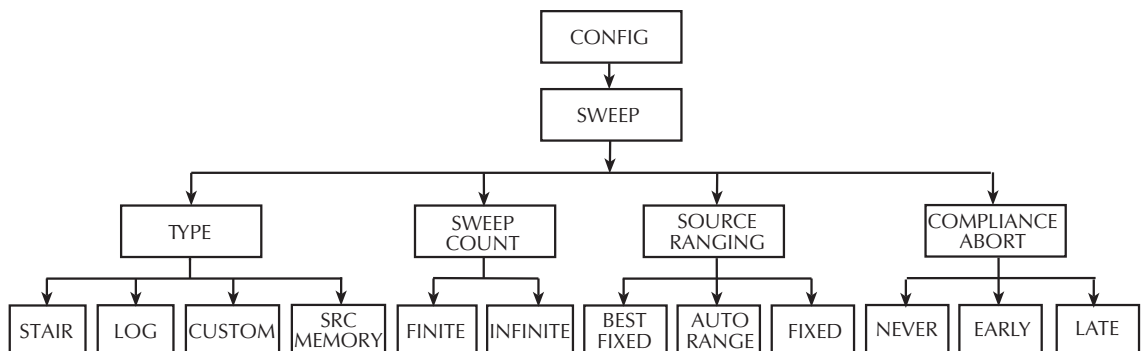 CONFIG
SWEEP
TYPE
SWEEP
COUNT
SOURCE
RANGING
COMPLIANCE
ABORT
STAIR
LOG
CUSTOM
SRC
MEMORY
FINITE
INFINITE
BEST
FIXED
AUTO
RANGE
FIXED
NEVER
EARLY
LATE